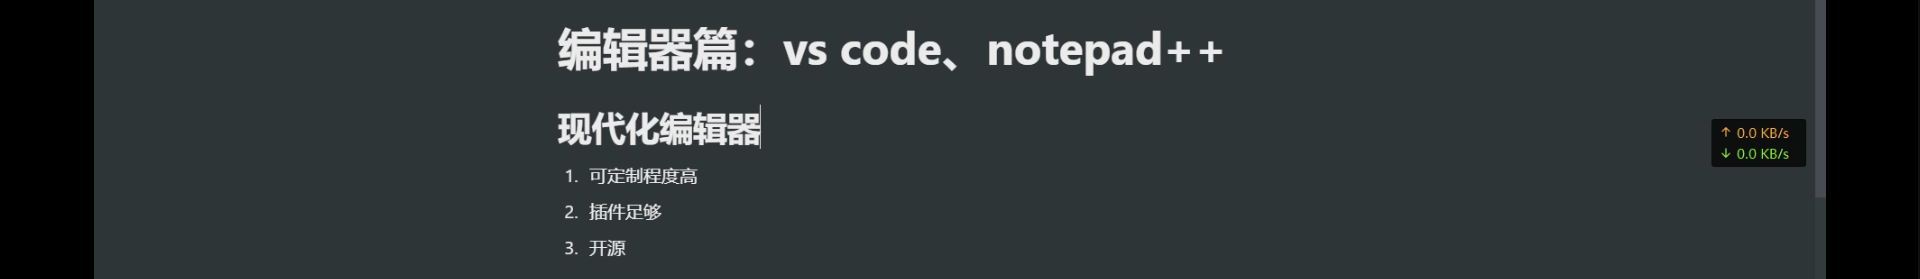 编辑器篇：vs code、notepad++
现代化编辑器
1. 可定制程度高
2. 插件足够
3. 开源
↑ 0.0 KB/s
↓ 0.0 KB/s